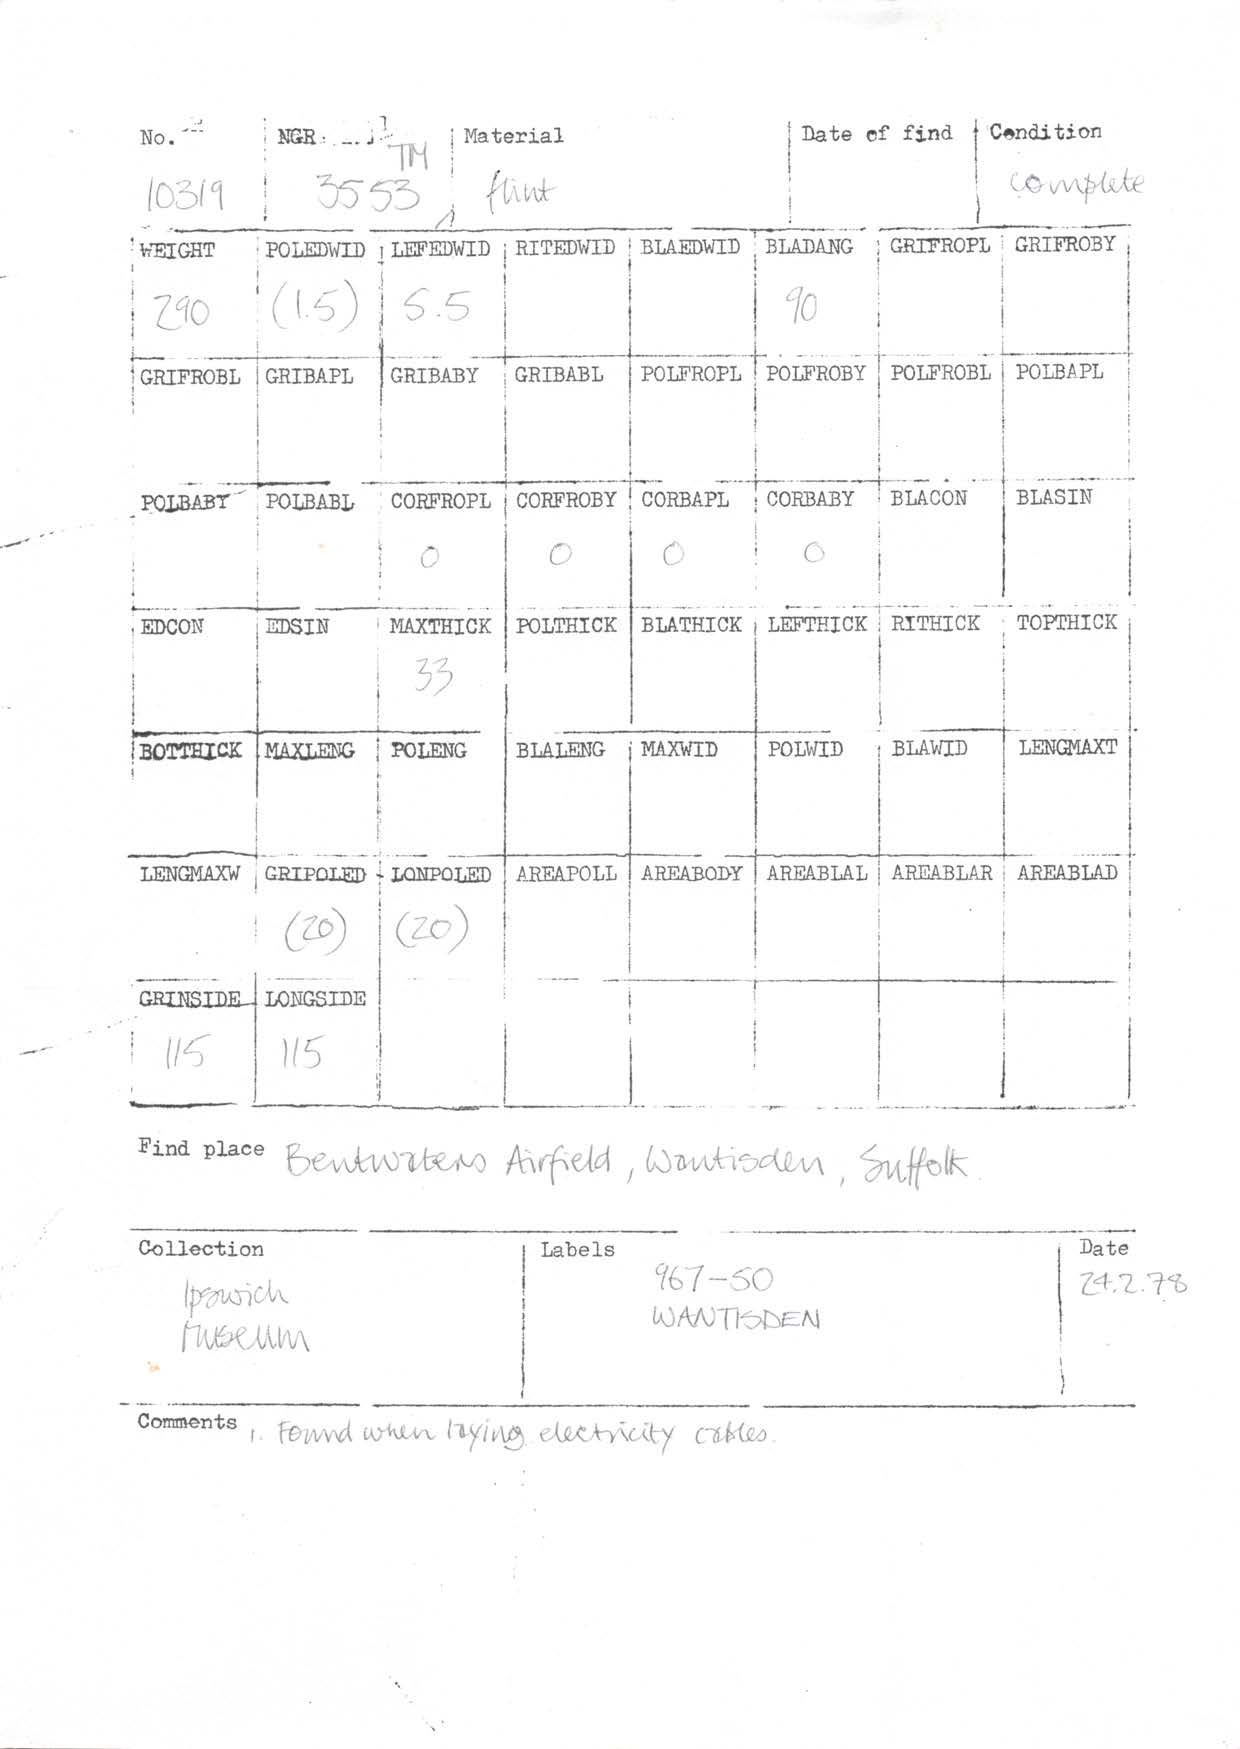 No. NGR Material Date of find Condition
TM
10319 3553 flint complete
WEIGHT POLEDWID LEFEDWID RITEDWID BLAEDWID BLADANG GRIFROPL GRIFROBY
290 (1.5) 5.5 90
GRIFROBL GRIBAPL GRIBABY GRIBABL POLFROPL POLFROBY POLFROBL POLBAPL
POLBABY POLBABL CORFROPL CORFROBY CORBAPL CORBABY BLACON BLASIN
0 0 0 0
EDCON EDSIN MAXTHICK POLTHICK BLATHICK LEFTHICK RITHICK TOPTHICK
33
BOTTHICK MAXLENG POLENG BLALENG MAXWID POLWID BLAWID LENGMAXT
LENGMAXW GRIPOLED LONPOLED AREAPOLL AREABODY AREABLAL AREABLAR AREABLAD
(20) (20)
GRINSIDE LONGSIDE
115 115
Find place Bentwaters Airfield, Wantisden, Suffolk.
Collection Labels Date
Ipswich 967-50 24.2.78
Museum WANTISDEN
Comments 1. Found when laying electricity cables.